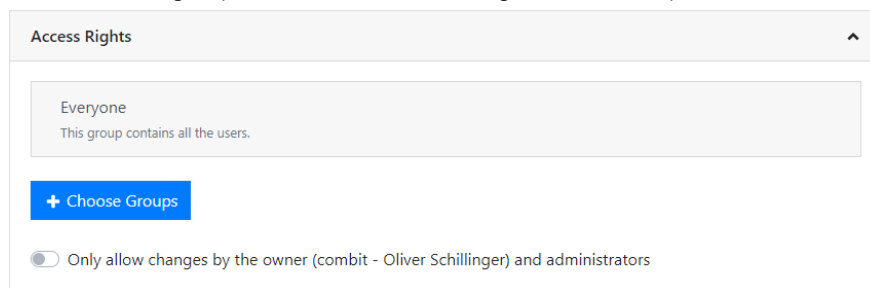 Access Rights
Everyone
This group contains all the users.
+ Choose Groups
Only allow changes by the owner (combit - Oliver Schillinger) and administrators